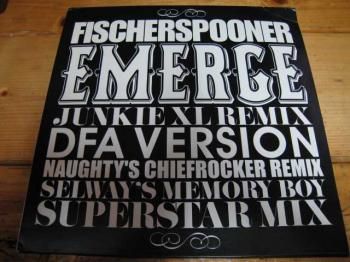 FISCHERSPOONER
EMERGE
JUNKIE XL REMIX
DFA VERSION
NAUGHTY'S CHIEFROCKER REMIX
SELWAY'S MEMORY BOY
SUPERSTAR MIX